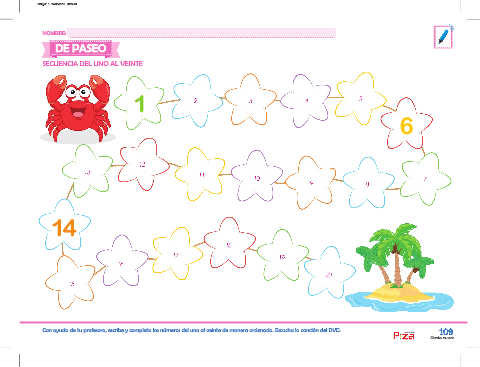 NOMBRE:
DE PASEO
SECUENCIA DEL UNO AL VEINTE
1 2 3 4 5
6
13 12 11 10 9 8 7
14
15 16 17 18 19 20
Con ayuda de tu profesora, escribe y completa los números del uno al veinte de manera ordenada. Escucha la canción del DVD.
109